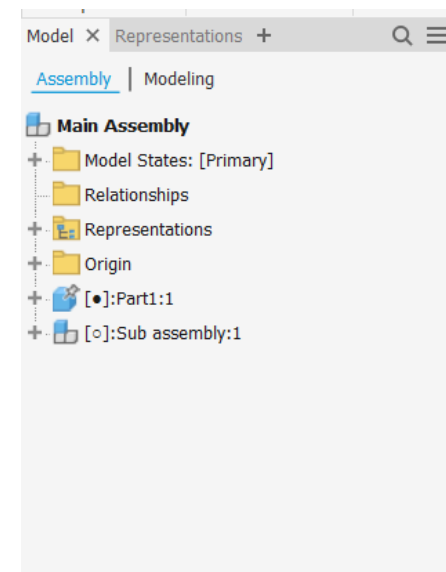 Model Representations
Assembly | Modeling
Main Assembly
Model States: [Primary]
Relationships
Representations
Origin
[●]:Part1:1
[○]:Sub assembly:1